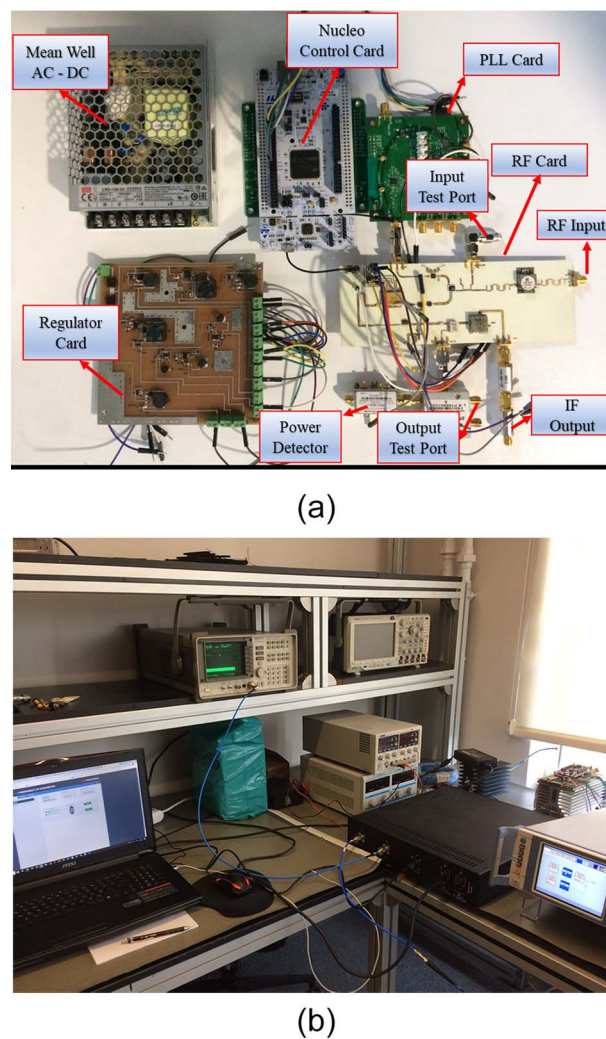 Mean Well
AC - DC
Nucleo
Control Card
PLL Card
Input
Test Port
RF Card
RF Input
Regulator
Card
Power
Detector
Output
Test Port
IF
Output
(a)
(b)